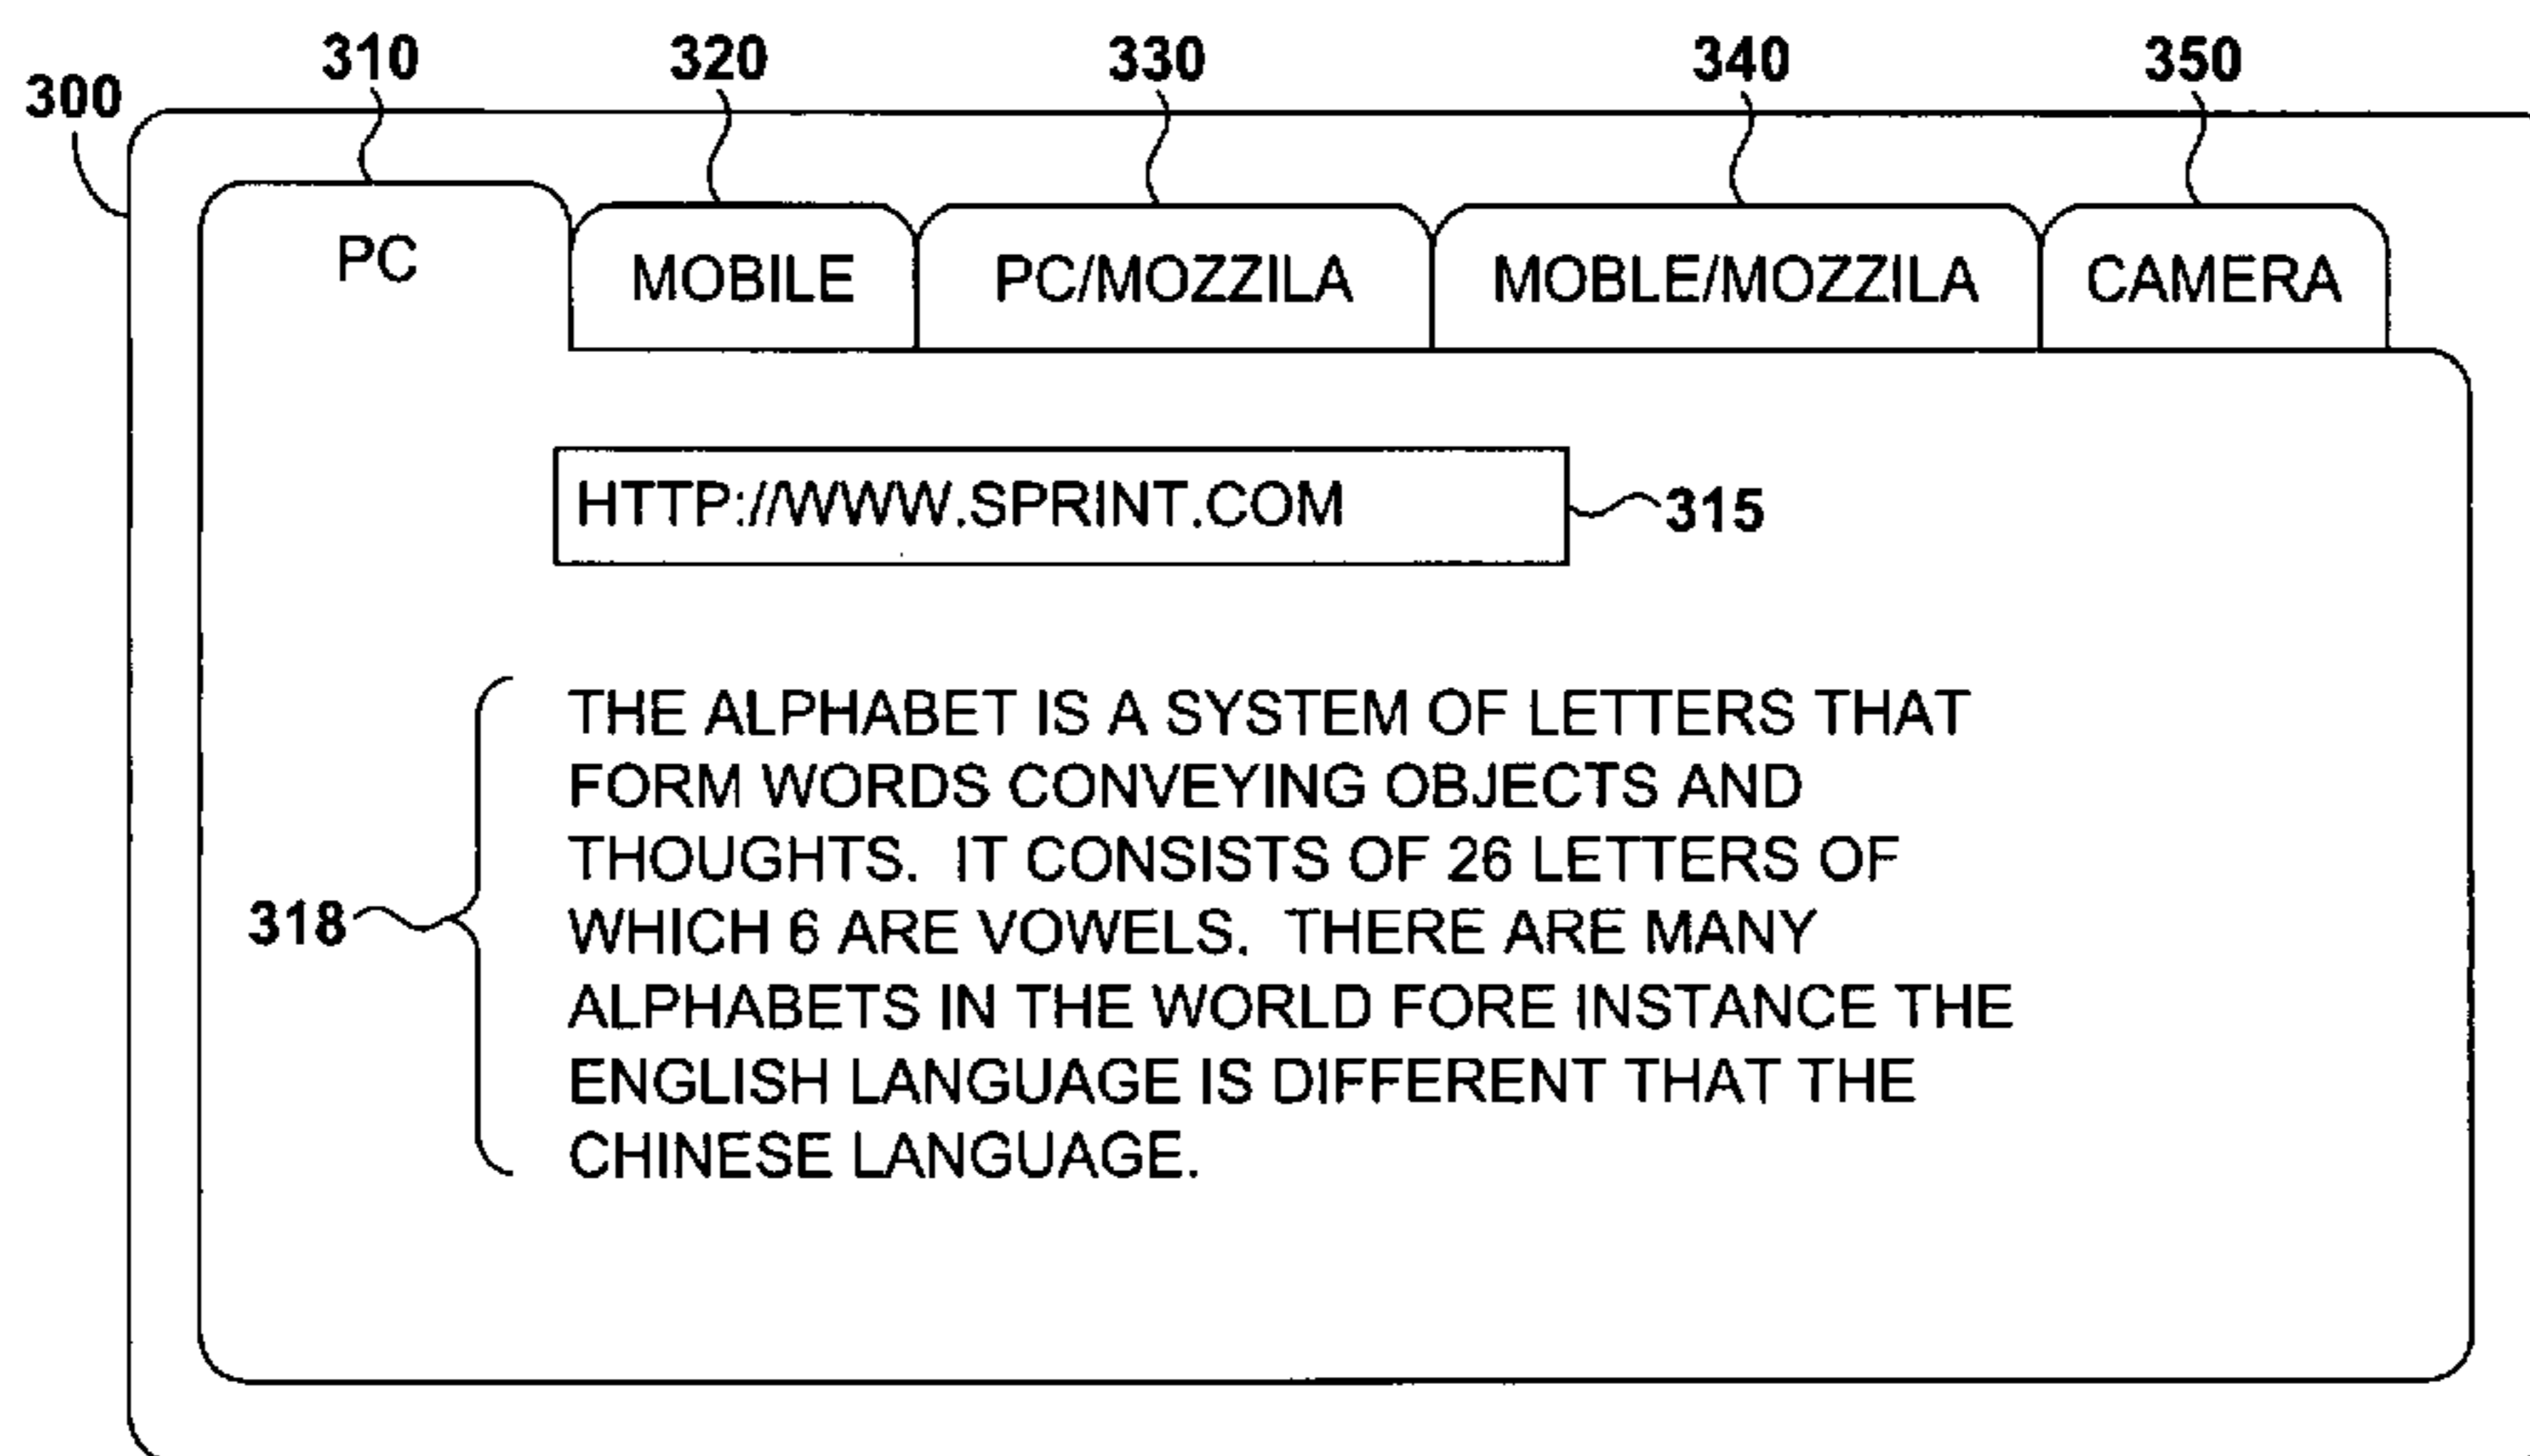 310 320 330 340 350
300
PC MOBILE PC/MOZZILA MOBLE/MOZZILA CAMERA
HTTP://WWW.SPRINT.COM 315
THE ALPHABET IS A SYSTEM OF LETTERS THAT
FORM WORDS CONVEYING OBJECTS AND
THOUGHTS. IT CONSISTS OF 26 LETTERS OF
318 WHICH 6 ARE VOWELS. THERE ARE MANY
ALPHABETS IN THE WORLD FORE INSTANCE THE
ENGLISH LANGUAGE IS DIFFERENT THAT THE
CHINESE LANGUAGE.